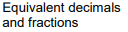 Equivalent decimals
and fractions